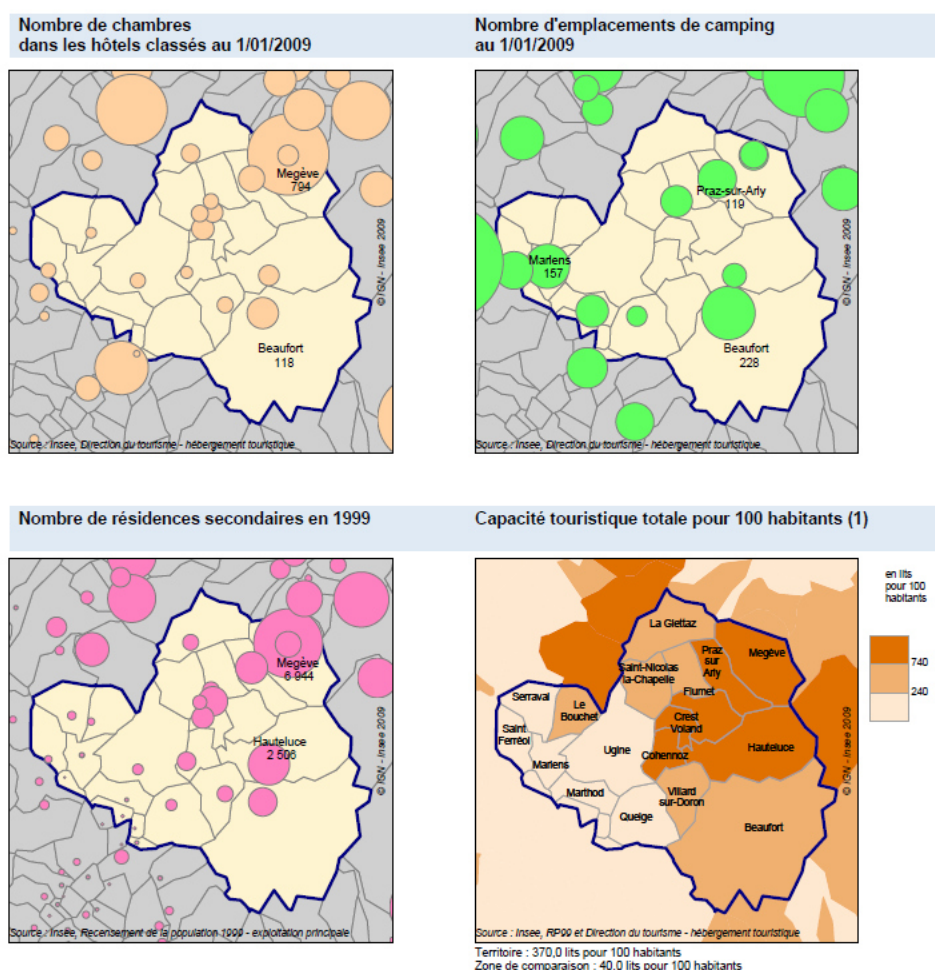 Nombre de chambres
dans les hôtels classés au 1/01/2009
Nombre d'emplacements de camping
au 1/01/2009
Megève
794
Beaufort
118
© IGN - Insee 2009
Source : Insee, Direction du tourisme - hébergement touristique
Praz-sur-Arly
119
Marlens
157
Beaufort
228
© IGN - Insee 2009
Source : Insee, Direction du tourisme - hébergement touristique
Nombre de résidences secondaires en 1999
Capacité touristique totale pour 100 habitants (1)
Megève
6 944
Hauteluce
2 506
© IGN - Insee 2009
Source : Insee, Recensement de la population 1999 - exploitation principale
en lits
pour 100
habitants
740
240
La Giettaz
Praz
sur
Arly
Megève
Saint-Nicolas
la-Chapelle
Flumet
Serraval
Le
Bouchet
Crest
Voland
Saint
Ferréol
Ugine
Cohennoz
Hauteluce
Marlens
Marthod
Villard
sur-Doron
Queige
Beaufort
© IGN - Insee 2009
Source : Insee, RP99 et Direction du tourisme - hébergement touristique
Territoire : 370,0 lits pour 100 habitants
Zone de comparaison : 40,0 lits pour 100 habitants